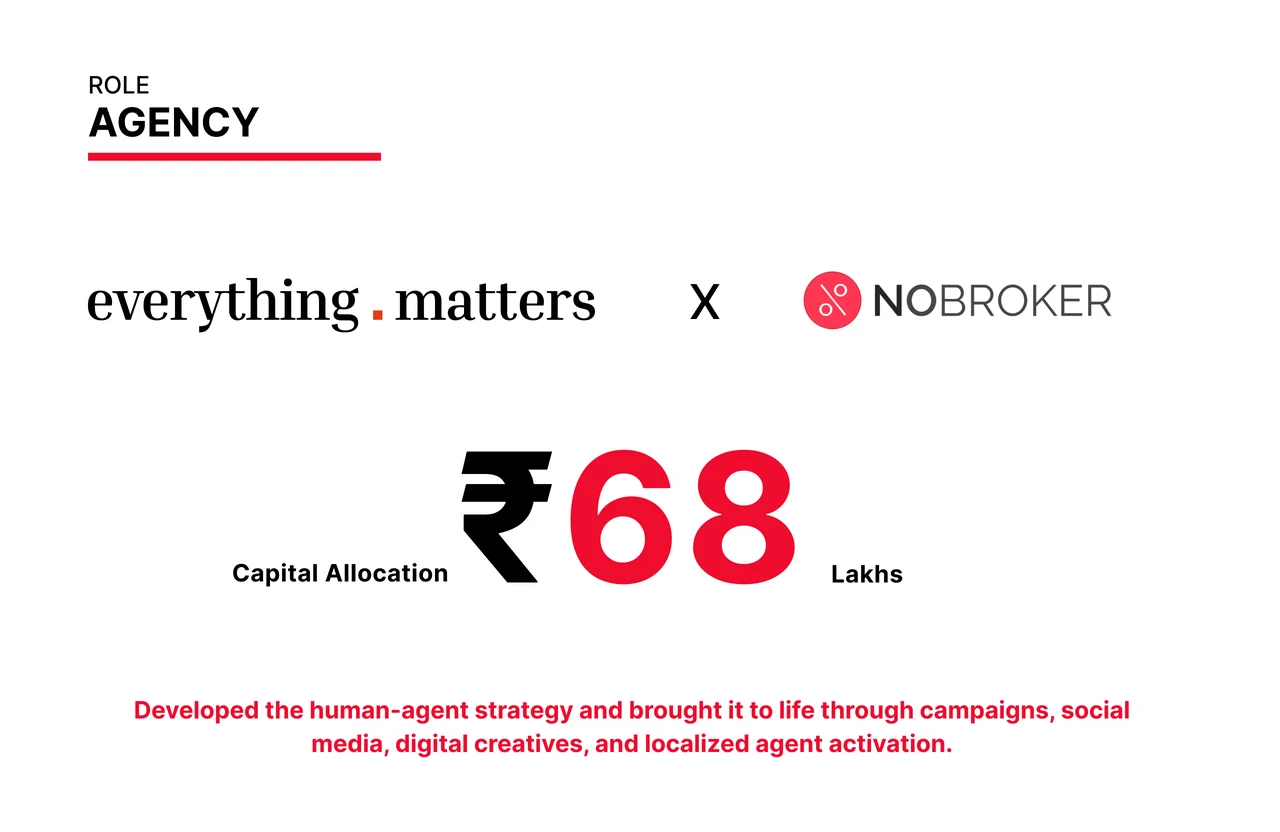 ROLE
AGENCY
everything.matters X NOBROKER
Capital Allocation ₹68 Lakhs
Developed the human-agent strategy and brought it to life through campaigns, social
media, digital creatives, and localized agent activation.